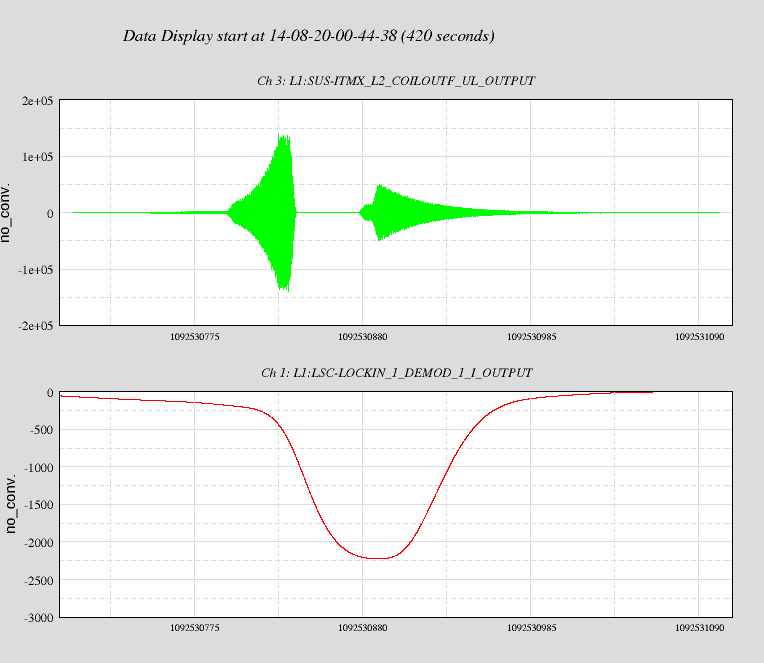 Data Display start at 14-08-20-00-44-38 (420 seconds)
Ch 3: L1:SUS-ITMX_L2_COILOUTF_UL_OUTPUT
2e+05
1e+05
0
-1e+05
-2e+05
no_conv.
1092530775 1092530880 1092530985 1092531090
Ch 1: L1:LSC-LOCKIN_1_DEMOD_1_I_OUTPUT
0
-500
-1000
-1500
-2000
-2500
-3000
no_conv.
1092530775 1092530880 1092530985 1092531090